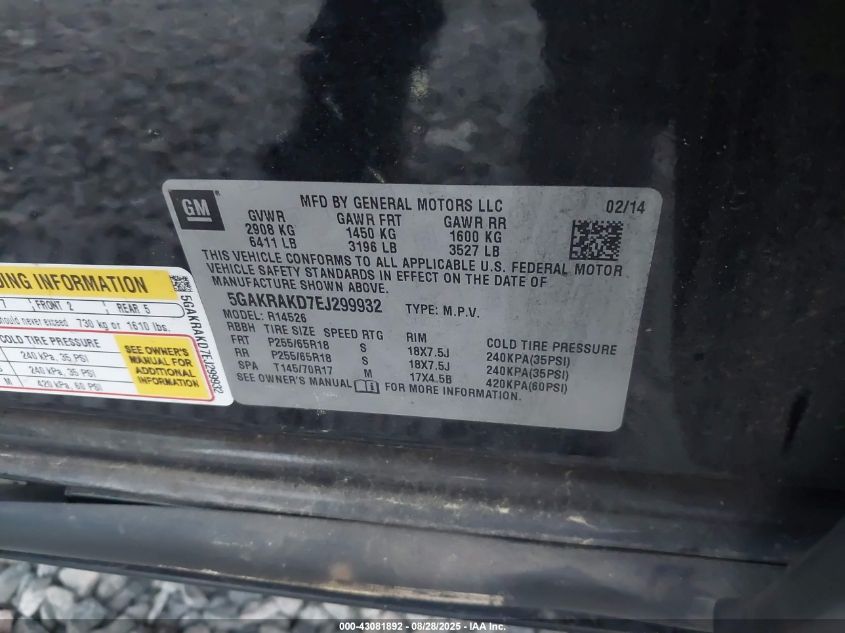 GM
®
MFD BY GENERAL MOTORS LLC
02/14
GVWR GAWR FRT GAWR RR
2908 KG 1450 KG 1600 KG
6411 LB 3196 LB 3527 LB
THIS VEHICLE CONFORMS TO ALL APPLICABLE U.S. FEDERAL MOTOR
VEHICLE SAFETY STANDARDS IN EFFECT ON THE DATE OF
MANUFACTURE SHOWN ABOVE.
5GAKRAKD7EJ299932 TYPE: M.P.V.
MODEL: R14526
RBBH TIRE SIZE SPEED RTG RIM COLD TIRE PRESSURE
FRT P255/65R18 S 18X7.5J 240KPA(35PSI)
RR P255/65R18 S 18X7.5J 240KPA(35PSI)
SPA T145/70R17 M 17X4.5B 420KPA(60PSI)
SEE OWNER'S MANUAL FOR MORE INFORMATION.
INFORMATION
FRONT 2 REAR 5
should never exceed 730 kg or 1610 lbs.
COLD TIRE PRESSURE
240 kPa, 35 PSI
240 kPa, 35 PSI
M 420 kPa, 60 PSI
SEE OWNER'S
MANUAL FOR
ADDITIONAL
INFORMATION
5GAKRAKD7EJ299932
000-43081892 - 08/28/2025 - IAA, Inc.